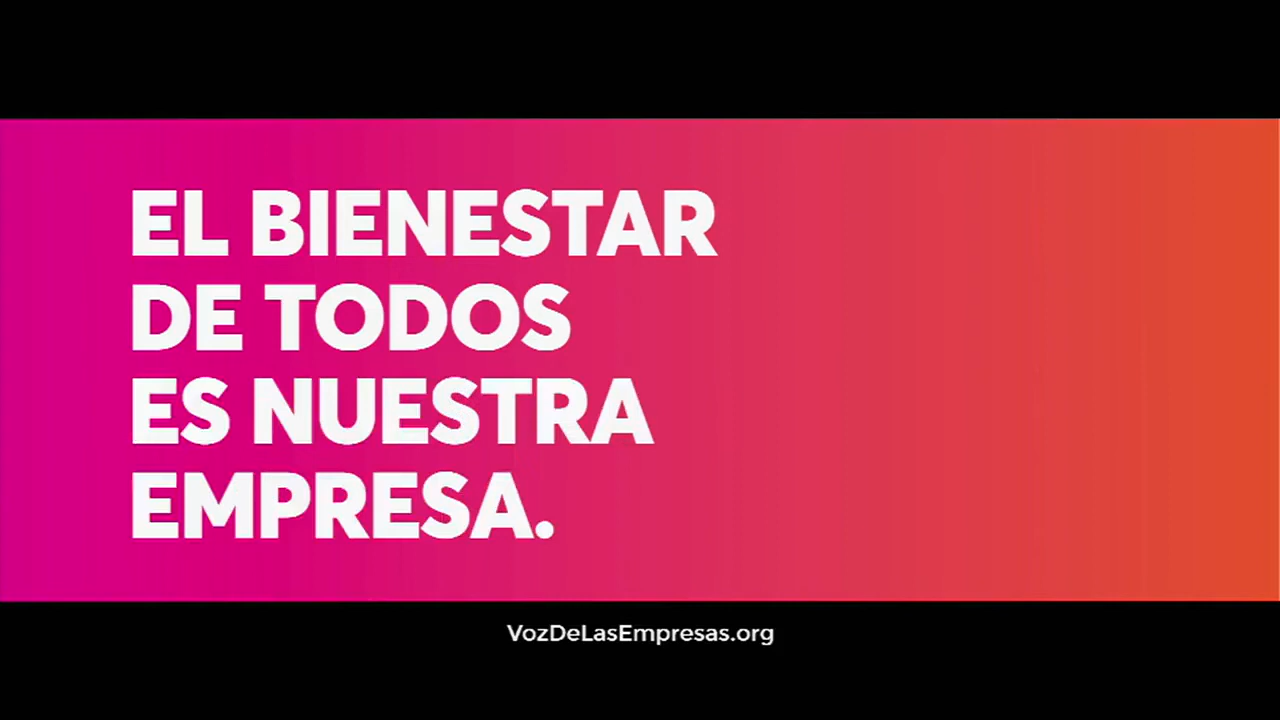 EL BIENESTAR
DE TODOS
ES NUESTRA
EMPRESA.
VozDeLasEmpresas.org